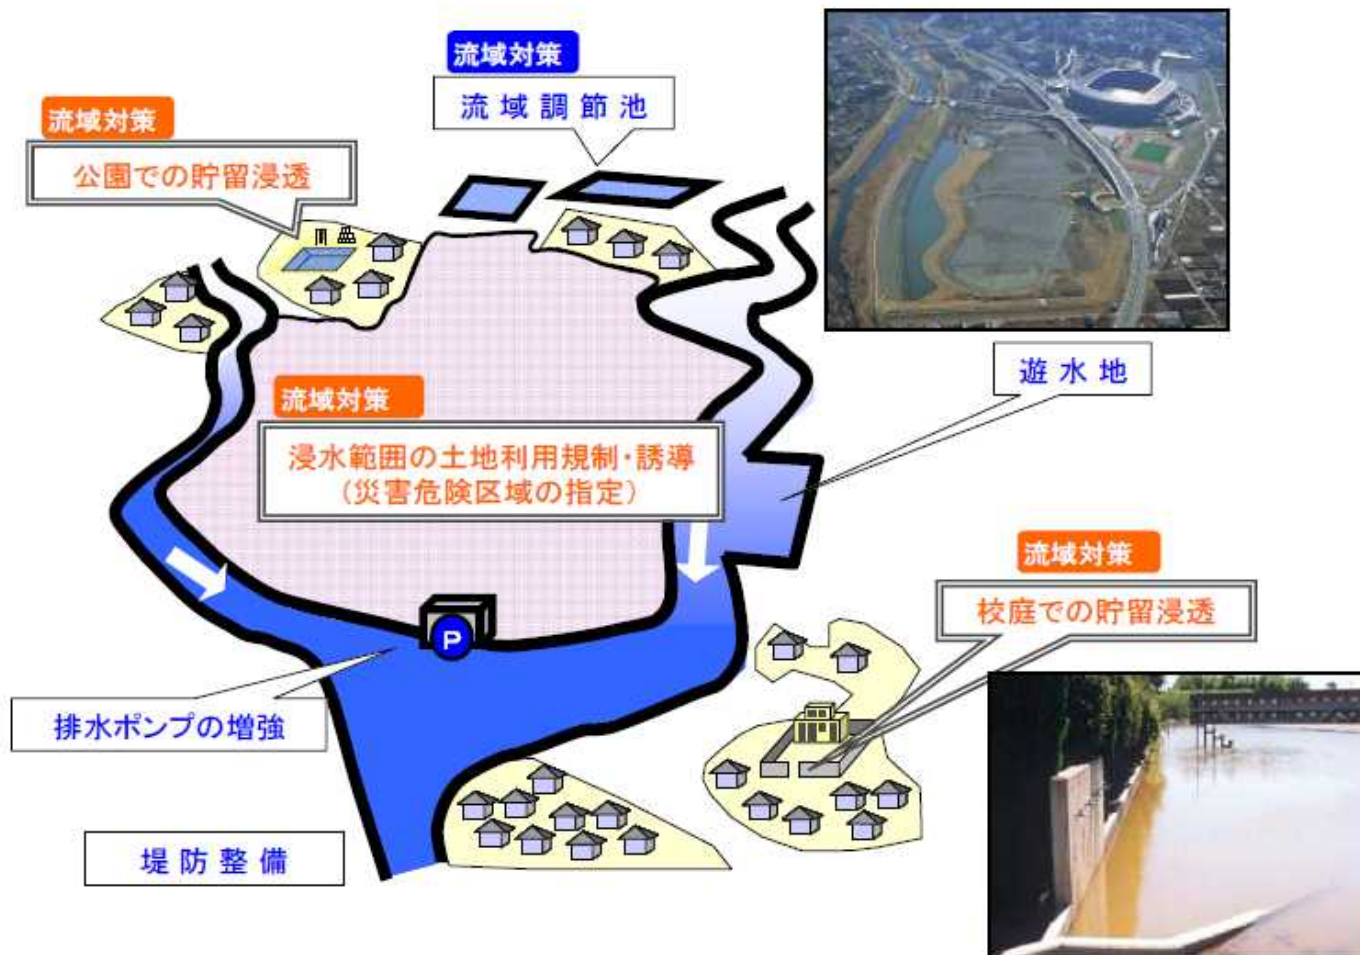 流域対策
流域調節池
流域対策
公園での貯留浸透
遊水地
流域対策
浸水範囲の土地利用規制・誘導
(災害危険区域の指定)
流域対策
校庭での貯留浸透
P
排水ポンプの増強
堤防整備